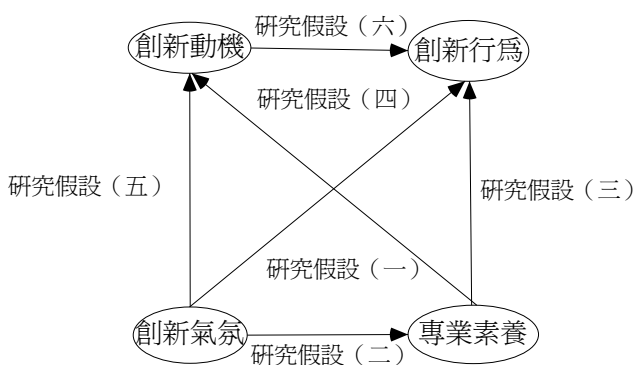 研究假設（六）
創新動機
創新行為
研究假設（四）
研究假設（五）
研究假設（三）
研究假設（一）
創新氣氛
專業素養
研究假設（二）